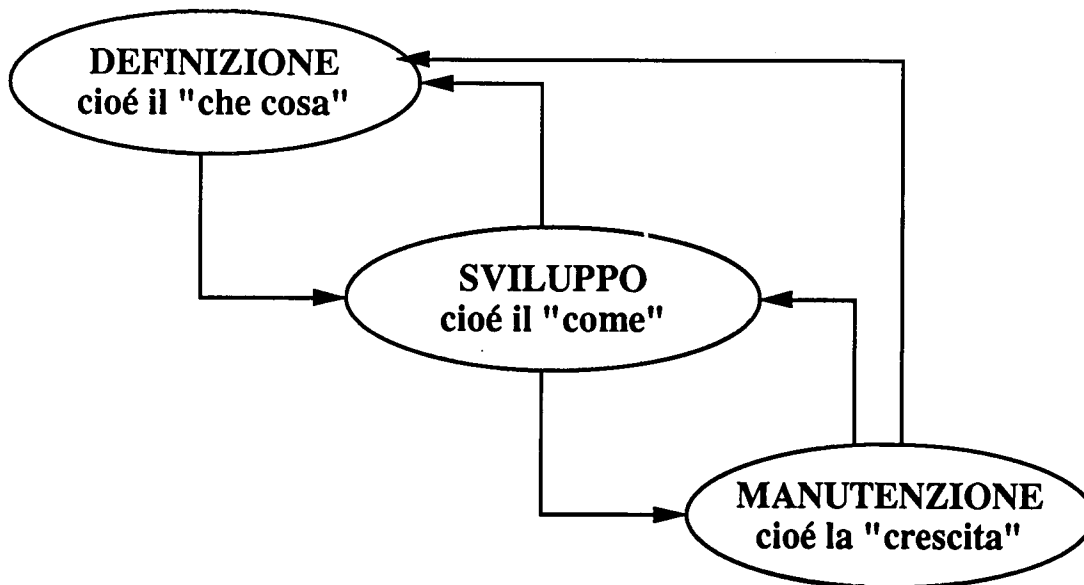 DEFINIZIONE
cioé il "che cosa"
SVILUPPO
cioé il "come"
MANUTENZIONE
cioé la "crescita"